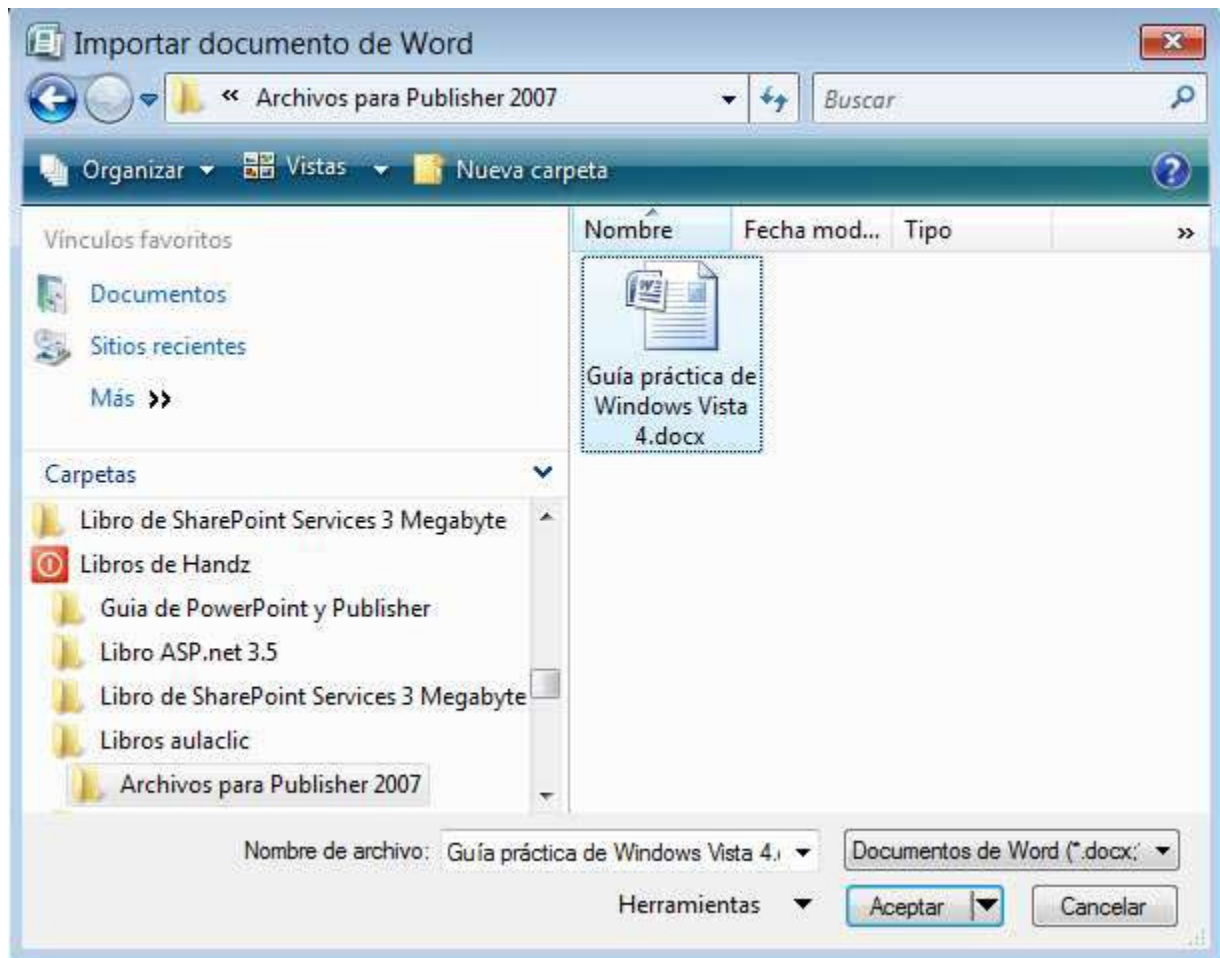 Importar documento de Word
« Archivos para Publisher 2007
Buscar
Organizar Vistas Nueva carpeta
Vínculos favoritos
Documentos
Sitios recientes
Más »
Carpetas
Libro de SharePoint Services 3 Megabyte
Libros de Handz
Guia de PowerPoint y Publisher
Libro ASP.net 3.5
Libro de SharePoint Services 3 Megabyte
Libros aulaclic
Archivos para Publisher 2007
Nombre Fecha mod... Tipo »
Guía práctica de
Windows Vista
4.docx
Nombre de archivo: Guía práctica de Windows Vista 4.
Documentos de Word (*.docx;
Herramientas Aceptar Cancelar